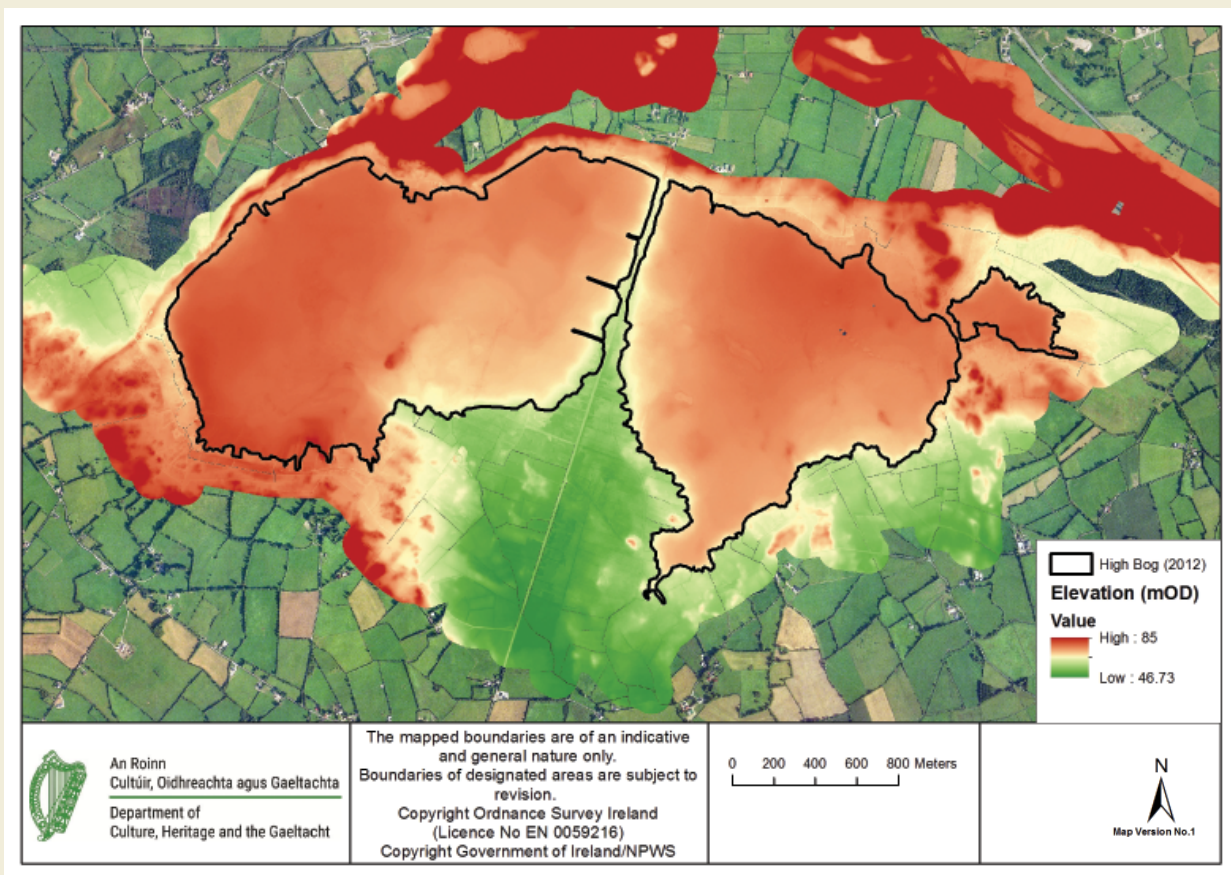 High Bog (2012)
Elevation (mOD)
Value
High : 85
Low : 46.73
An Roinn
Cultúir, Oidhreachta agus Gaeltachta
Department of
Culture, Heritage and the Gaeltacht
The mapped boundaries are of an indicative
and general nature only.
Boundaries of designated areas are subject to
revision.
Copyright Ordnance Survey Ireland
(Licence No EN 0059216)
Copyright Government of Ireland/NPWS
0 200 400 600 800 Meters
N
Map Version No.1